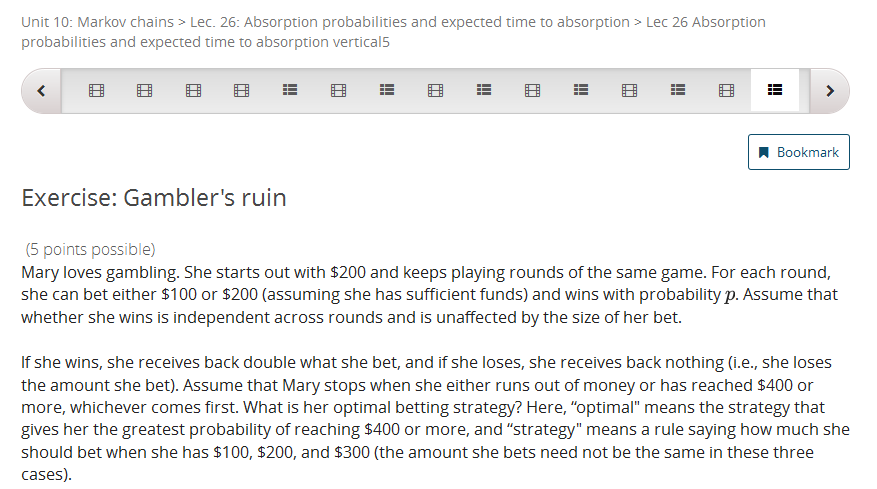 Unit 10: Markov chains > Lec. 26: Absorption probabilities and expected time to absorption > Lec 26 Absorption
probabilities and expected time to absorption vertical5
Bookmark
Exercise: Gambler's ruin
(5 points possible)
Mary loves gambling. She starts out with $200 and keeps playing rounds of the same game. For each round,
she can bet either $100 or $200 (assuming she has sufficient funds) and wins with probability p. Assume that
whether she wins is independent across rounds and is unaffected by the size of her bet.
If she wins, she receives back double what she bet, and if she loses, she receives back nothing (i.e., she loses
the amount she bet). Assume that Mary stops when she either runs out of money or has reached $400 or
more, whichever comes first. What is her optimal betting strategy? Here, “optimal" means the strategy that
gives her the greatest probability of reaching $400 or more, and “strategy" means a rule saying how much she
should bet when she has $100, $200, and $300 (the amount she bets need not be the same in these three
cases).